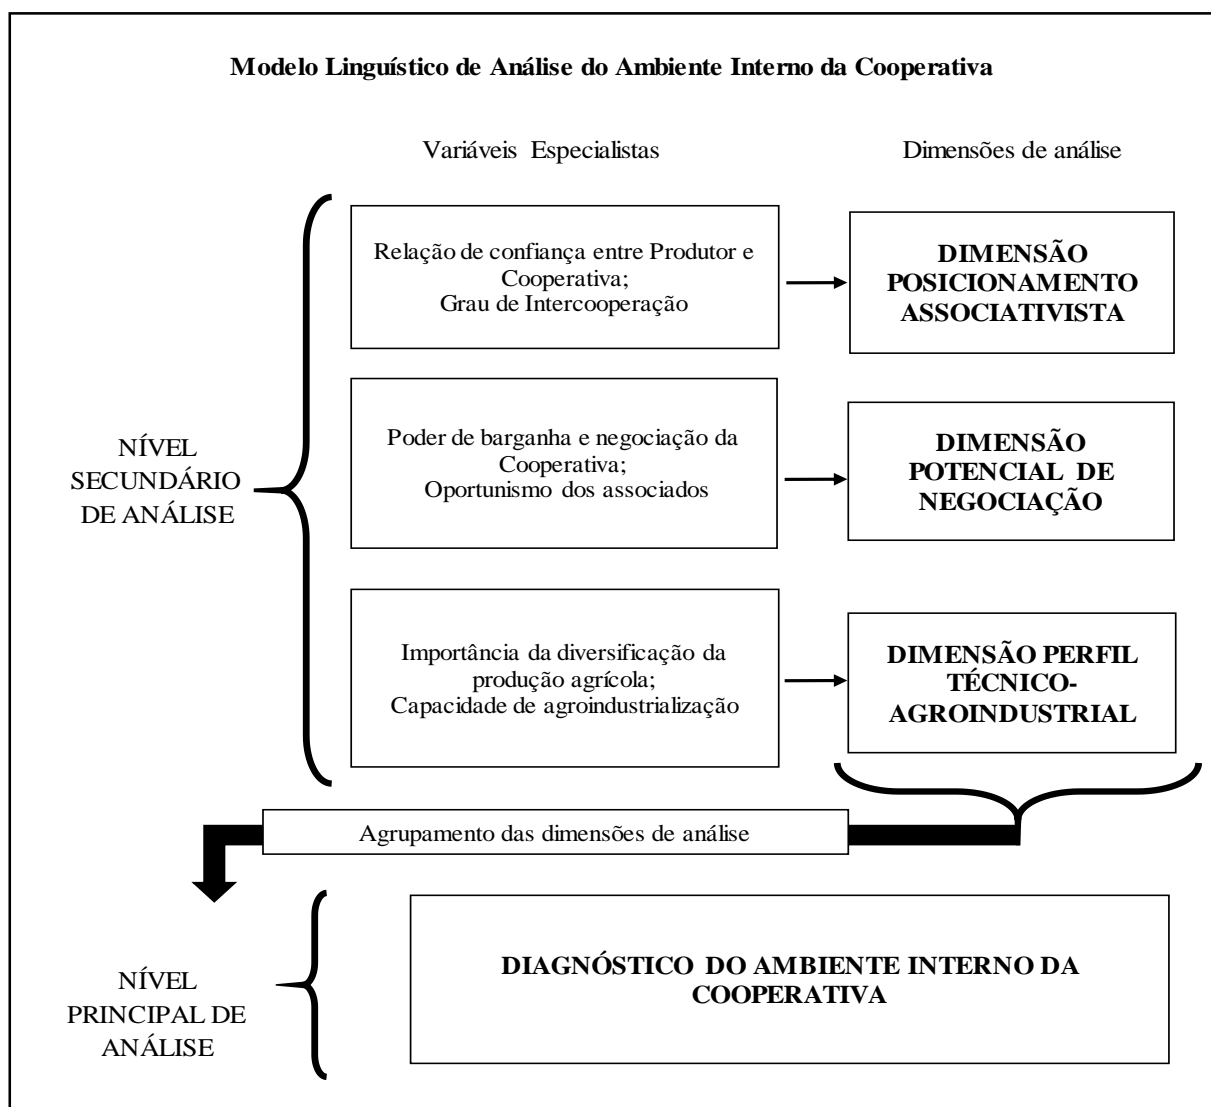 Modelo Linguístico de Análise do Ambiente Interno da Cooperativa
Variáveis Especialistas
Dimensões de análise
NÍVEL
SECUNDÁRIO
DE ANÁLISE
Relação de confiança entre Produtor e
Cooperativa;
Grau de Intercooperação
DIMENSÃO
POSICIONAMENTO
ASSOCIATIVISTA
Poder de barganha e negociação da
Cooperativa;
Oportunismo dos associados
DIMENSÃO
POTENCIAL DE
NEGOCIAÇÃO
Importância da diversificação da
produção agrícola;
Capacidade de agroindustrialização
DIMENSÃO PERFIL
TÉCNICO-
AGROINDUSTRIAL
Agrupamento das dimensões de análise
NÍVEL
PRINCIPAL DE
ANÁLISE
DIAGNÓSTICO DO AMBIENTE INTERNO DA
COOPERATIVA